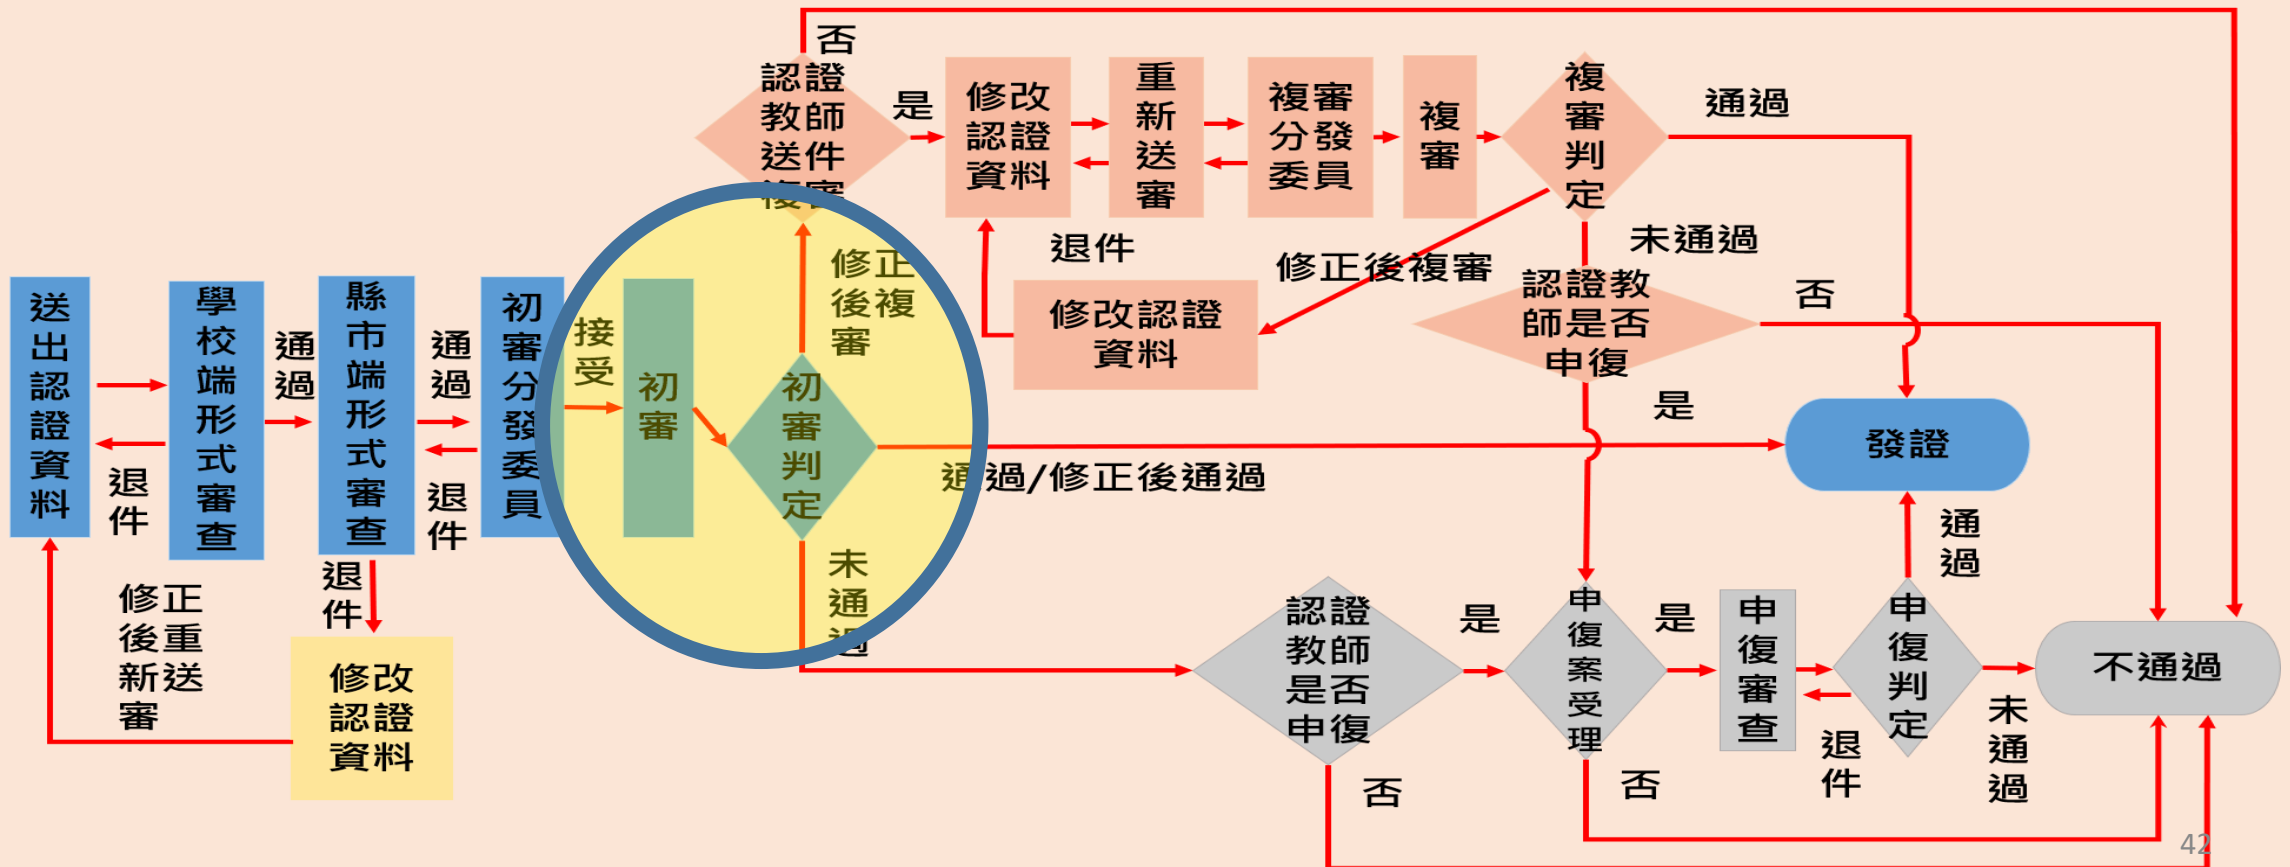 否
認證
教師
送件
複審
是
修改
認證
資料
重
新
送
審
複審
分發
委員
複
審
複
審
判
定
通過
未通過
退件
修正後複審
修改認證
資料
認證教
師是否
申復
否
是
送
出
認
證
資
料
退
件
學
校
端
形
式
審
查
通
過
縣
市
端
形
式
審
查
通
過
退
件
初
審
分
發
委
員
接
受
初
審
初
審
判
定
修正
後複
審
通過/修正後通過
未
通
過
發證
退
件
修改
認證
資料
修正
後重
新送
審
認證
教師
是否
申復
是
否
申
復
案
受
理
是
否
申
復
審
查
申
復
判
定
通
過
退
件
未
通
過
不通過
42